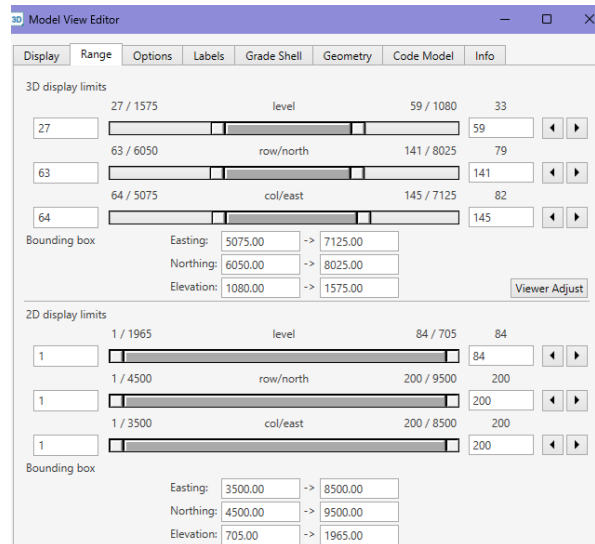 3D Model View Editor
Display Range Options Labels Grade Shell Geometry Code Model Info
3D display limits
27 / 1575 level 59 / 1080 33
27 59
63 / 6050 row/north 141 / 8025 79
63 141
64 / 5075 col/east 145 / 7125 82
64 145
Bounding box Easting: 5075.00 -> 7125.00
Northing: 6050.00 -> 8025.00
Elevation: 1080.00 -> 1575.00
Viewer Adjust
2D display limits
1 / 1965 level 84 / 705 84
1 84
1 / 4500 row/north 200 / 9500 200
1 200
1 / 3500 col/east 200 / 8500 200
1 200
Bounding box
Easting: 3500.00 -> 8500.00
Northing: 4500.00 -> 9500.00
Elevation: 705.00 -> 1965.00